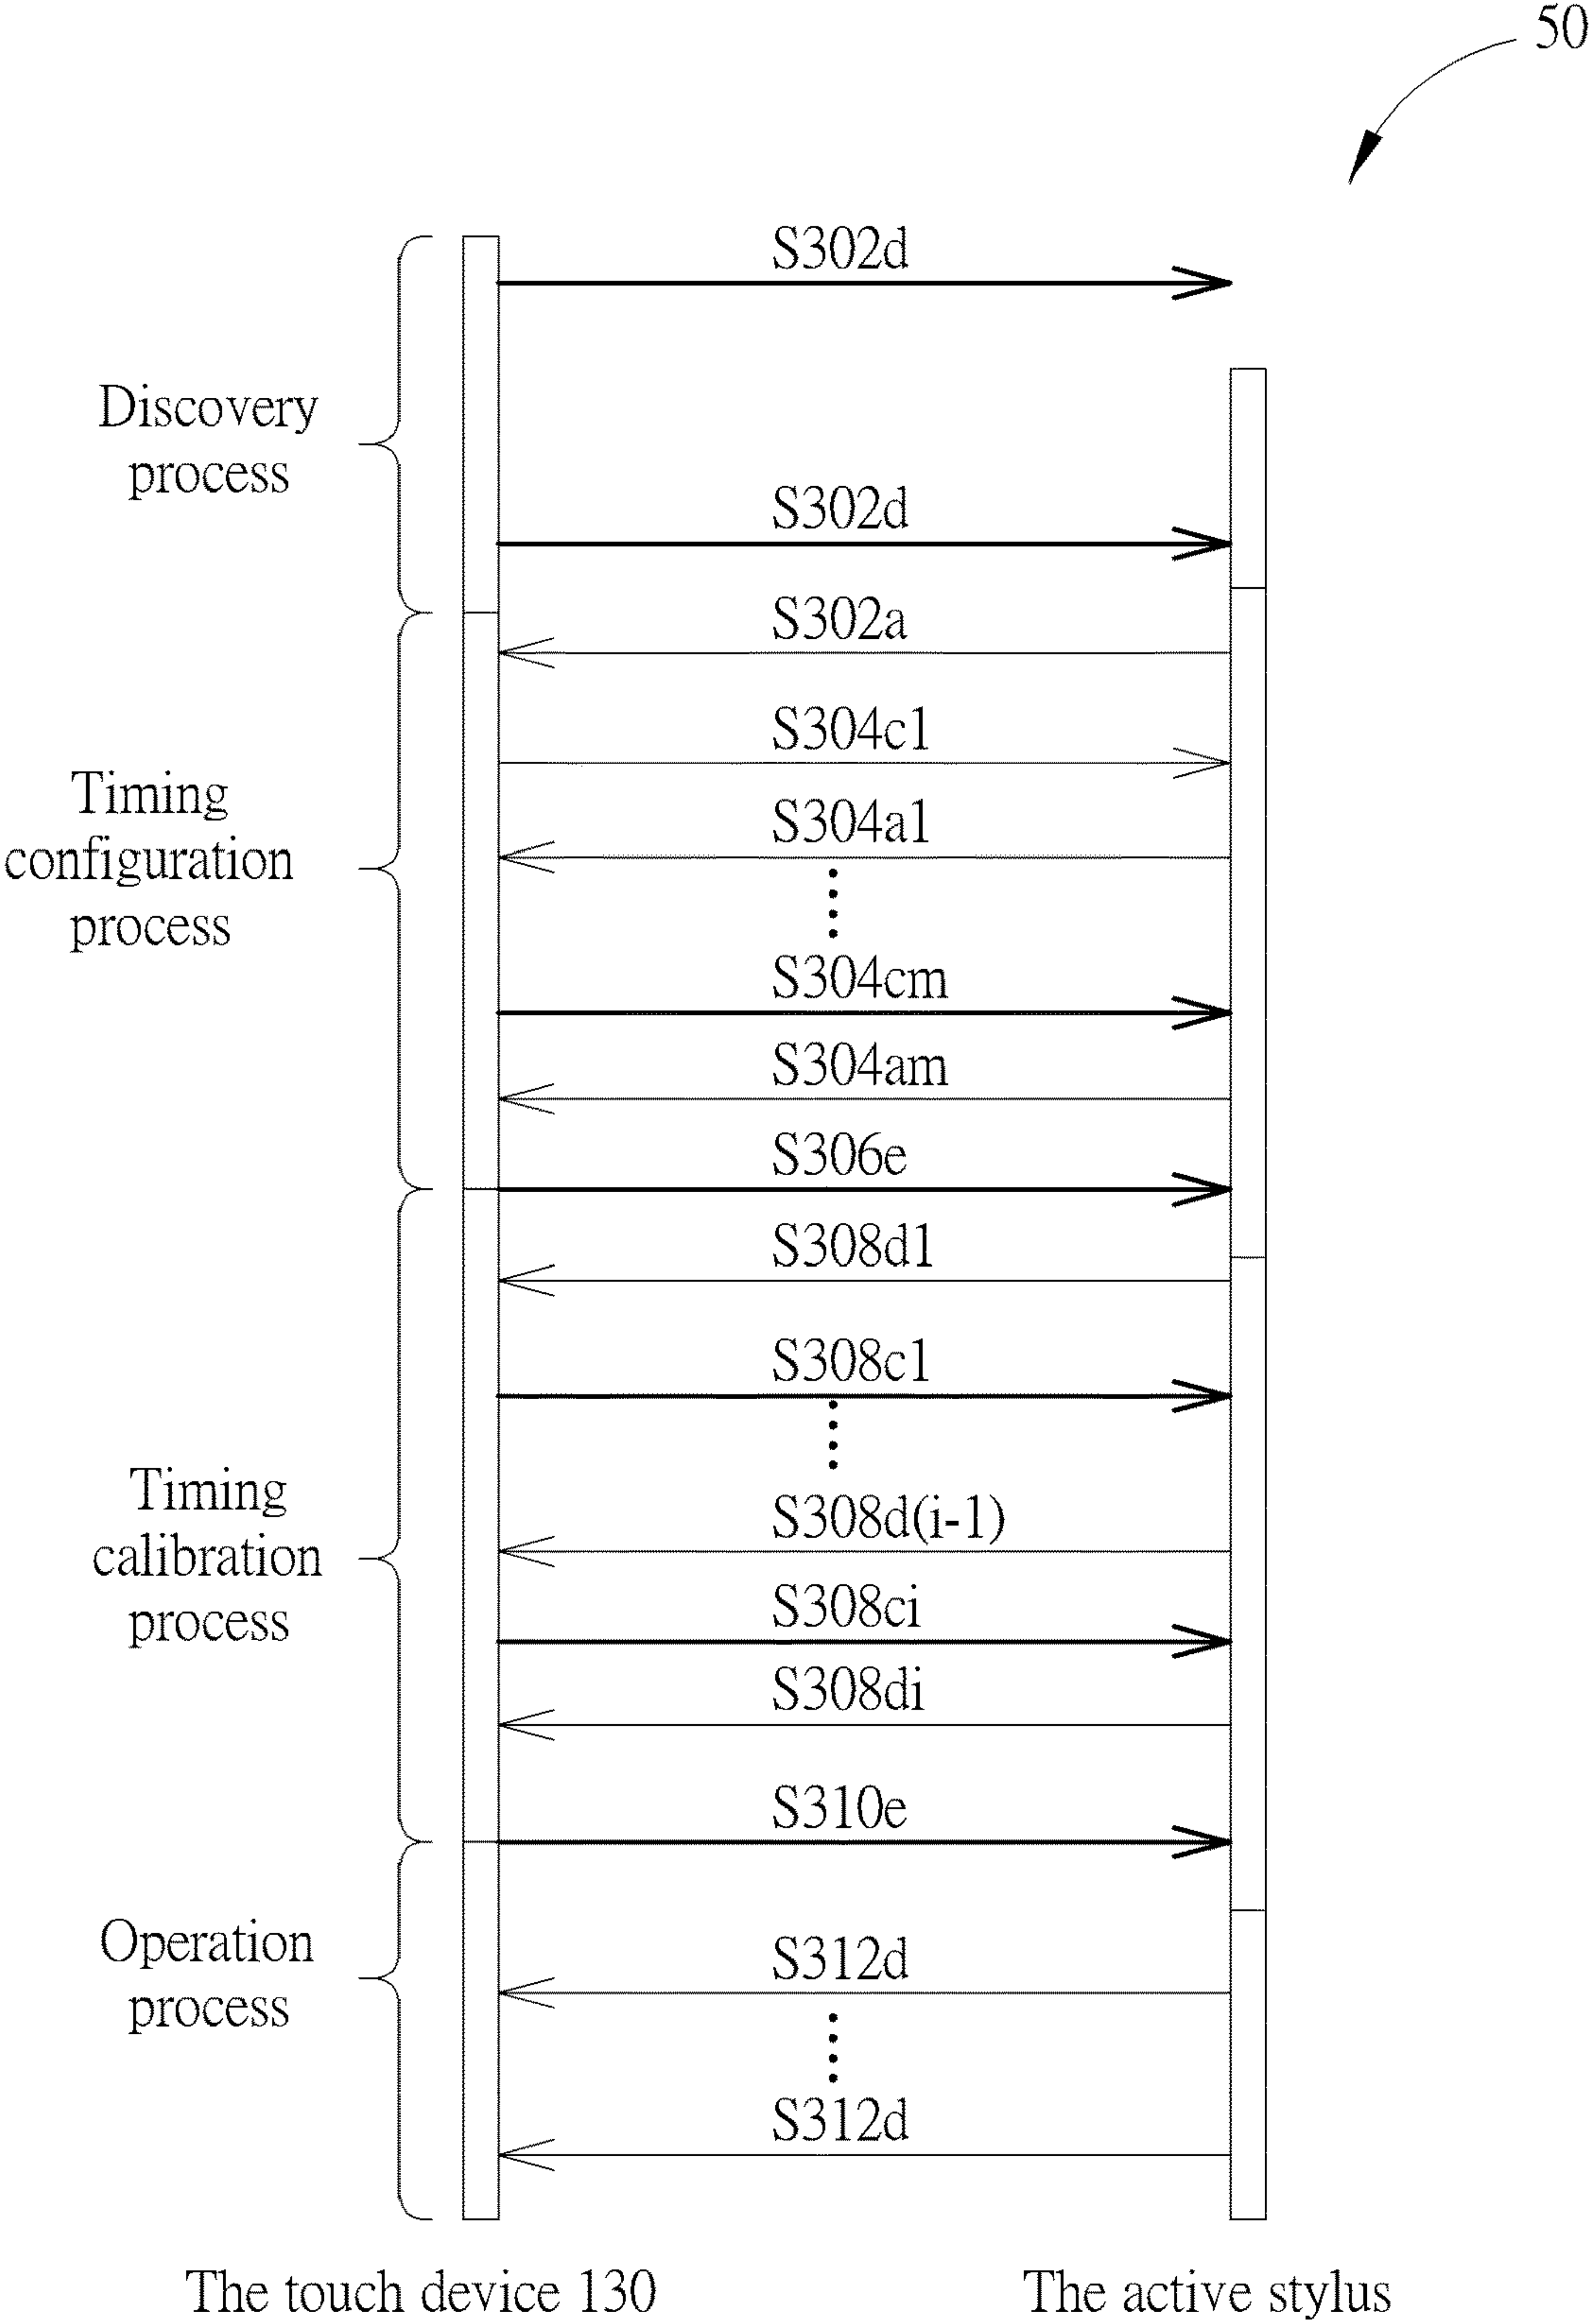 50
S302d
Discovery
process
S302d
S302a
S304c1
Timing
configuration
process
S304a1
S304cm
S304am
S306e
S308d1
S308c1
Timing
calibration
process
S308d(i-1)
S308ci
S308di
S310e
Operation
process
S312d
S312d
The touch device 130
The active stylus